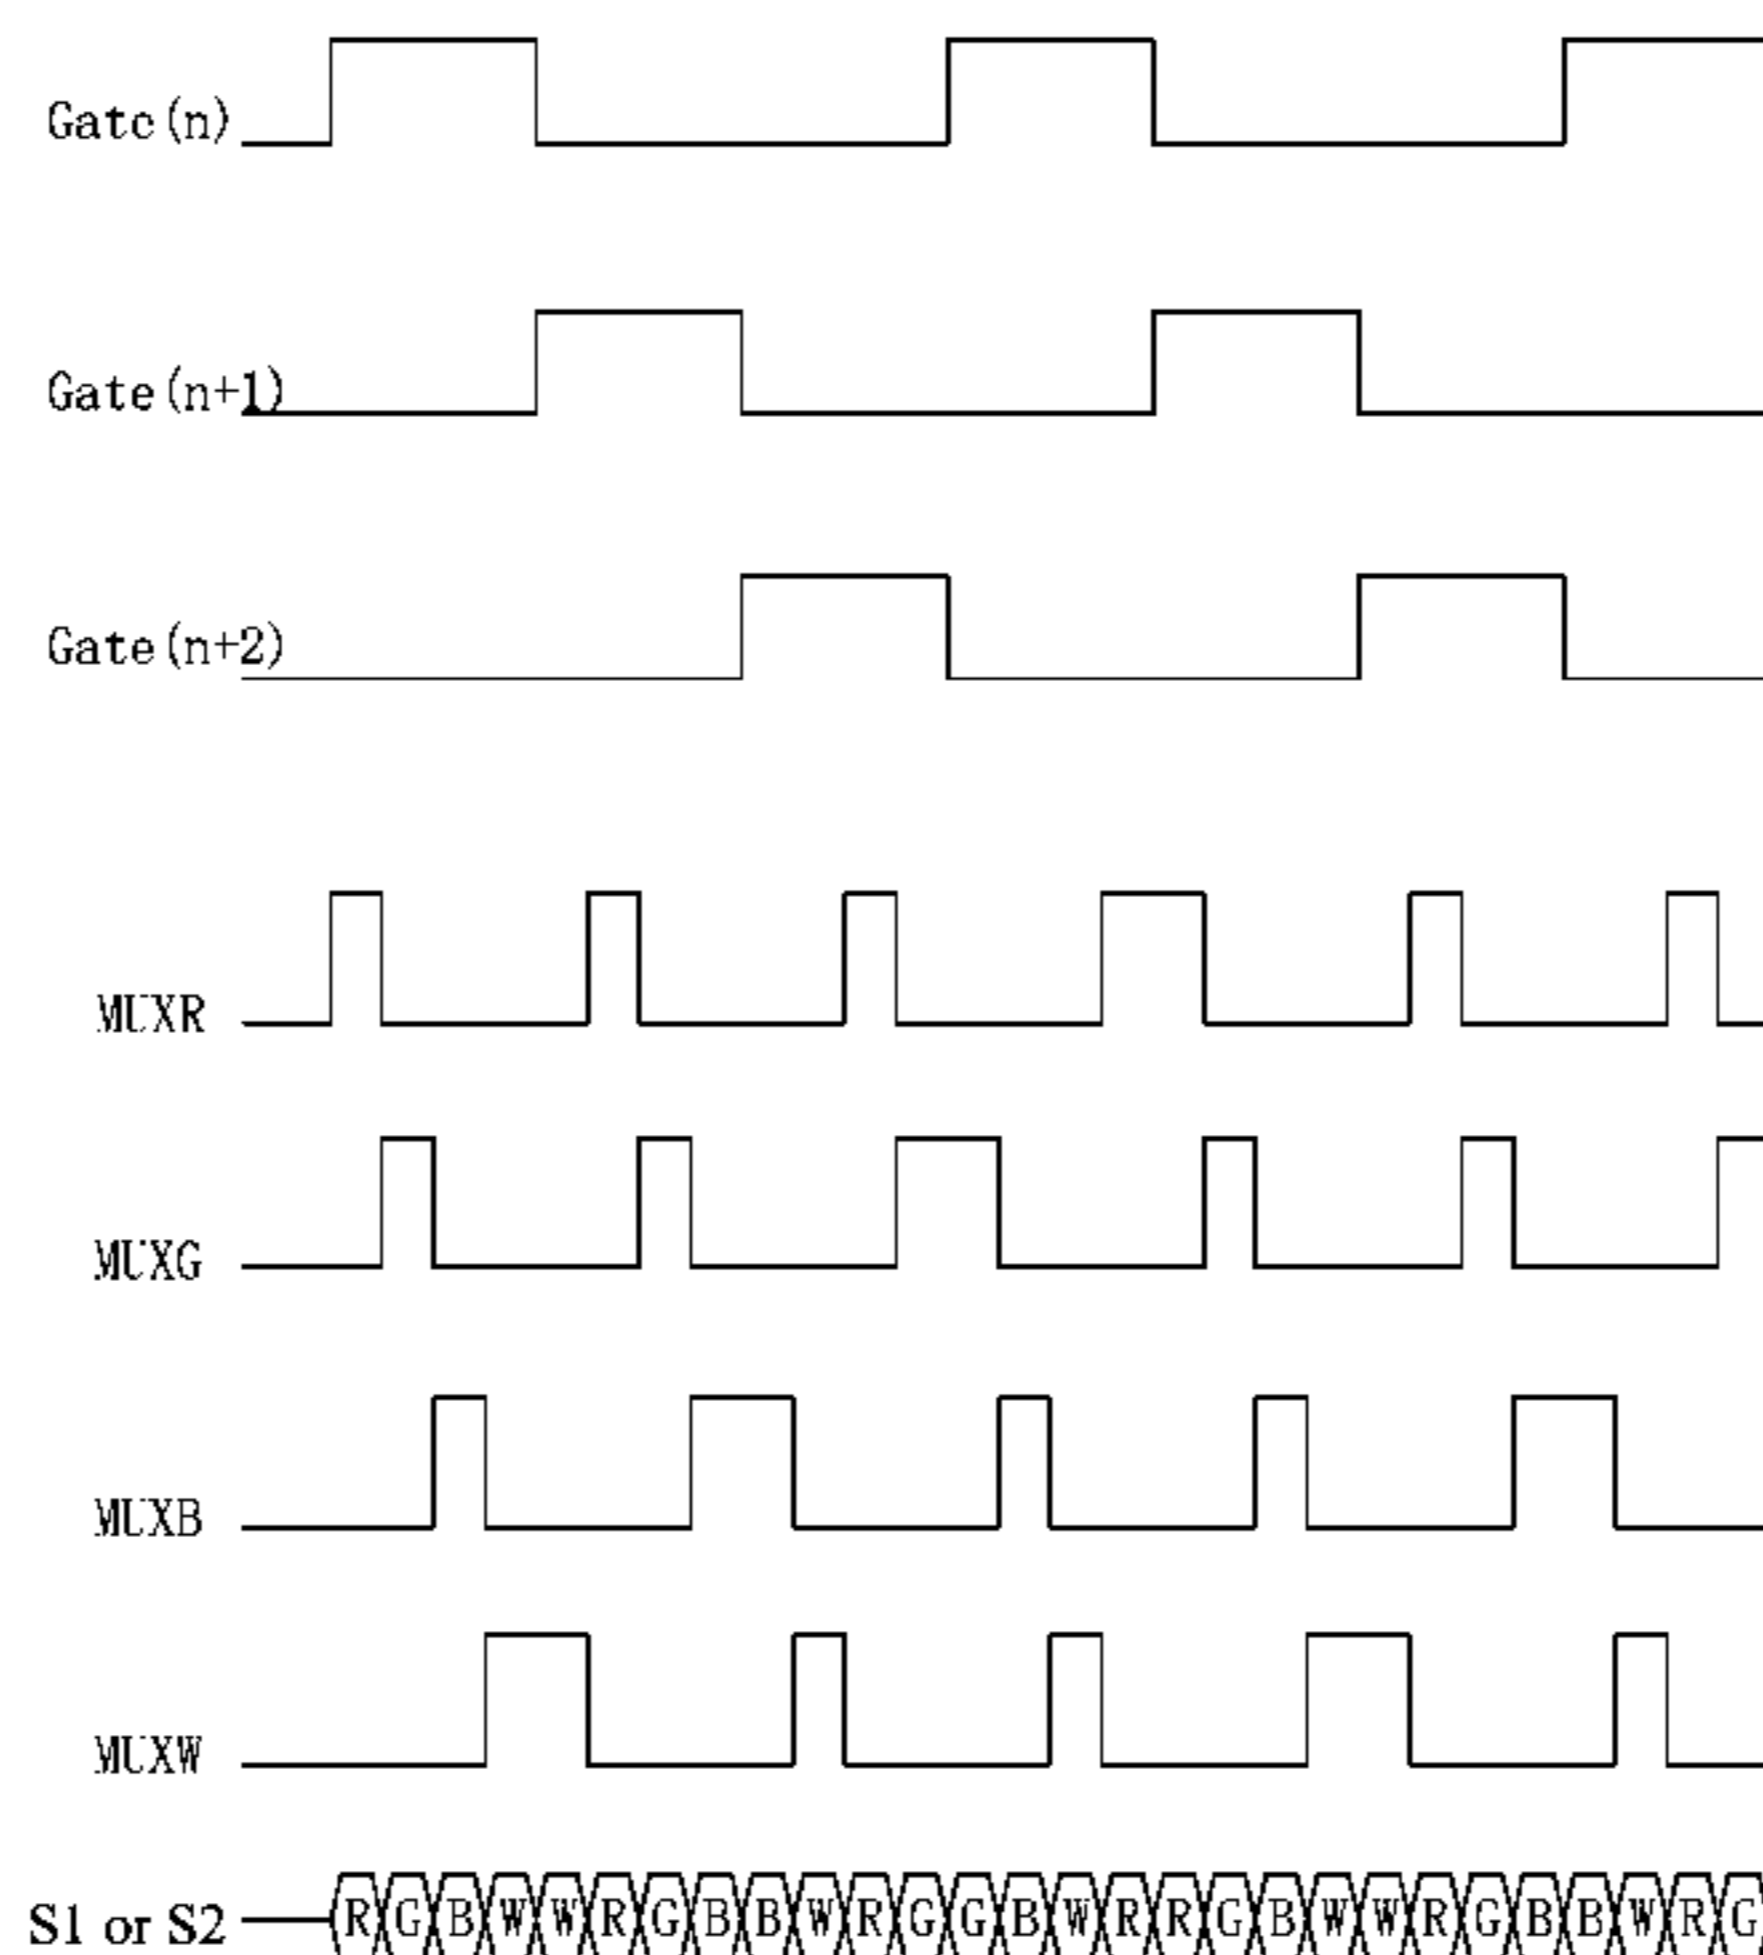 Gatc(n)
Gate(n+1)
Gate(n+2)
MUXR
MUXG
MUXB
MUXW
S1 or S2 R G B W W R G B B W R G G B W R R G B W W R G B B W R G